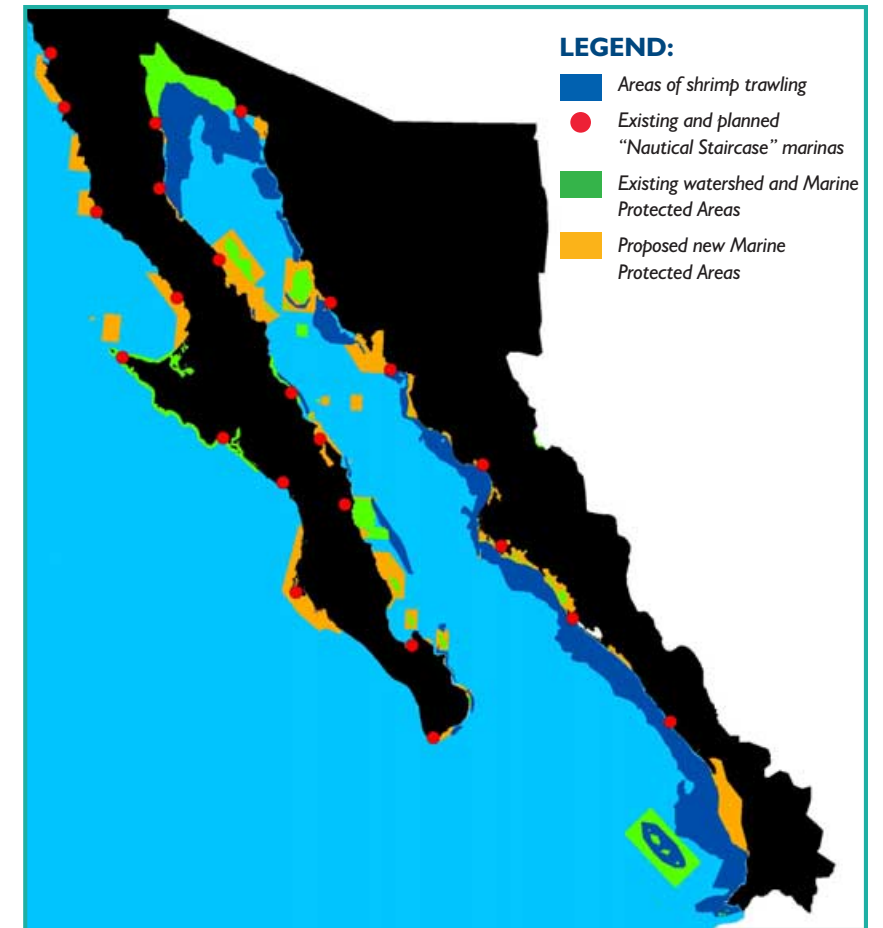 LEGEND:
Areas of shrimp trawling
Existing and planned
“Nautical Staircase” marinas
Existing watershed and Marine
Protected Areas
Proposed new Marine
Protected Areas